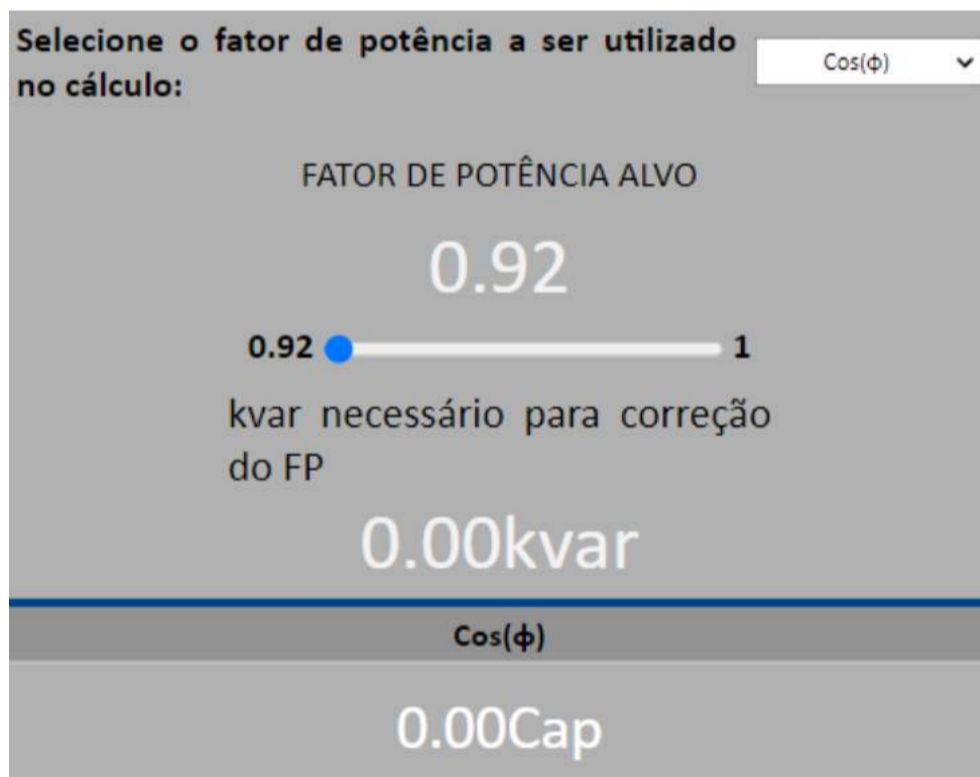 Selecione o fator de potência a ser utilizado
no cálculo:
Cos(ϕ)
FATOR DE POTÊNCIA ALVO
0.92
0.92 1
kvar necessário para correção
do FP
0.00kvar
Cos(ϕ)
0.00Cap